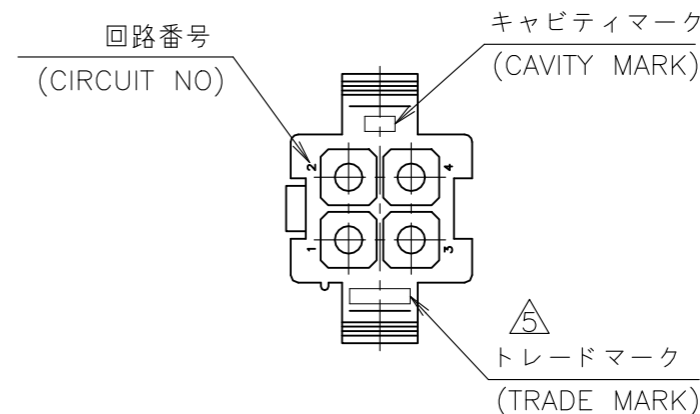 回路番号
(CIRCUIT NO)
キャビティマーク
(CAVITY MARK)
2
4
1
3
5
トレードマーク
(TRADE MARK)